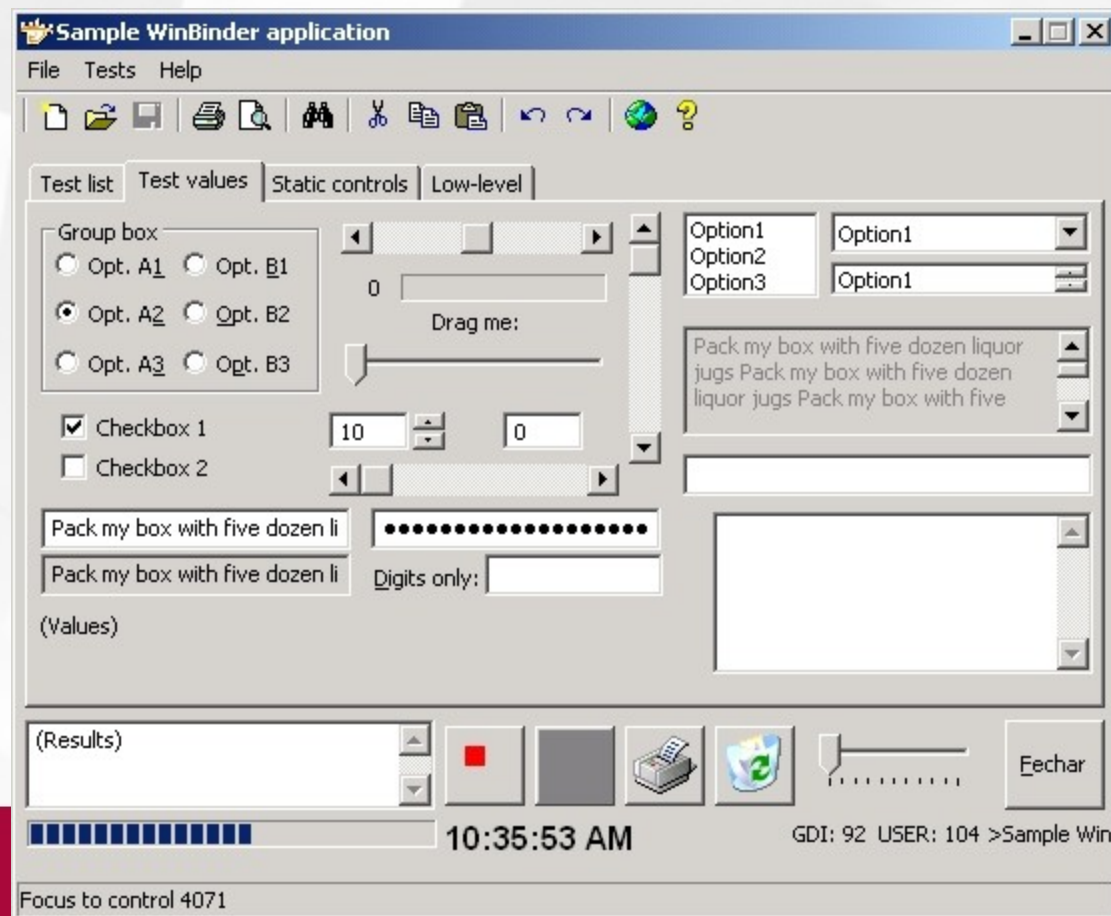 Sample WinBinder application
File Tests Help
Test list Test values Static controls Low-level
Group box
Opt. A1 Opt. B1
Opt. A2 Opt. B2
Opt. A3 Opt. B3
Checkbox 1
Checkbox 2
0
Drag me:
10 0
Option1
Option2
Option3
Option1
Option1
Pack my box with five dozen liquor
jugs Pack my box with five dozen
liquor jugs Pack my box with five
Pack my box with five dozen li
Pack my box with five dozen li
Digits only:
(Values)
(Results)
Fechar
10:35:53 AM
GDI: 92 USER: 104 >Sample Win
Focus to control 4071